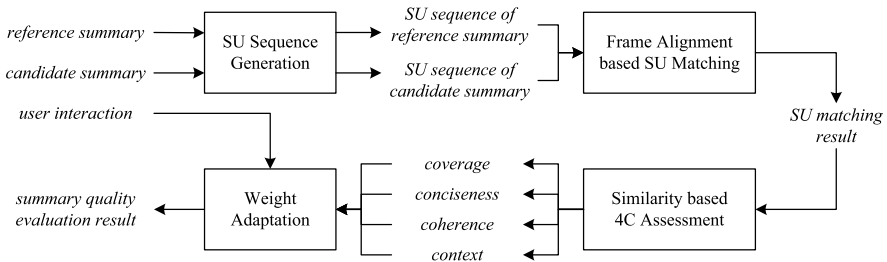 reference summary
candidate summary
user interaction
SU Sequence
Generation
SU sequence of
reference summary
SU sequence of
candidate summary
Frame Alignment
based SU Matching
SU matching
result
Similarity based
4C Assessment
coverage
conciseness
coherence
context
Weight
Adaptation
summary quality
evaluation result